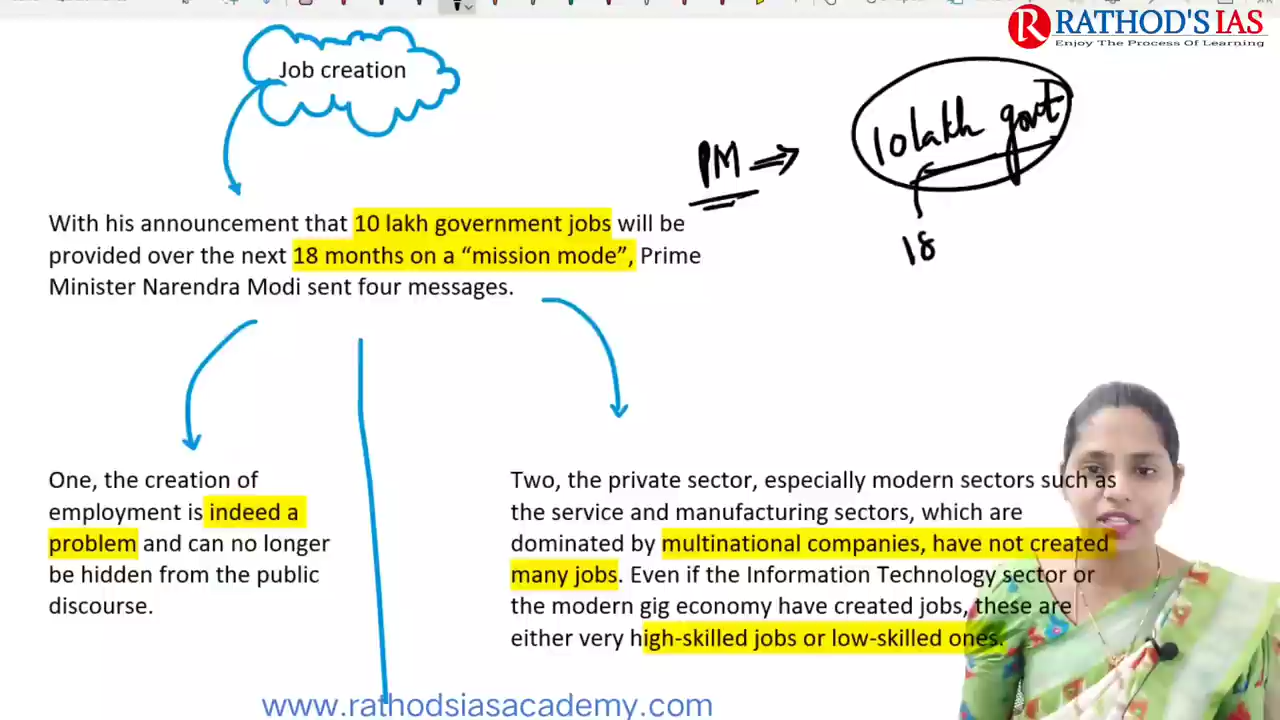 RATHOD'S IAS
Enjoy The Process Of Learning
Job creation
PM ⇒ 10 lakh govt
18
With his announcement that 10 lakh government jobs will be
provided over the next 18 months on a “mission mode”, Prime
Minister Narendra Modi sent four messages.
One, the creation of
employment is indeed a
problem and can no longer
be hidden from the public
discourse.
Two, the private sector, especially modern sectors such as
the service and manufacturing sectors, which are
dominated by multinational companies, have not created
many jobs. Even if the Information Technology sector or
the modern gig economy have created jobs, these are
either very high-skilled jobs or low-skilled ones.
www.rathodsiasacademy.com